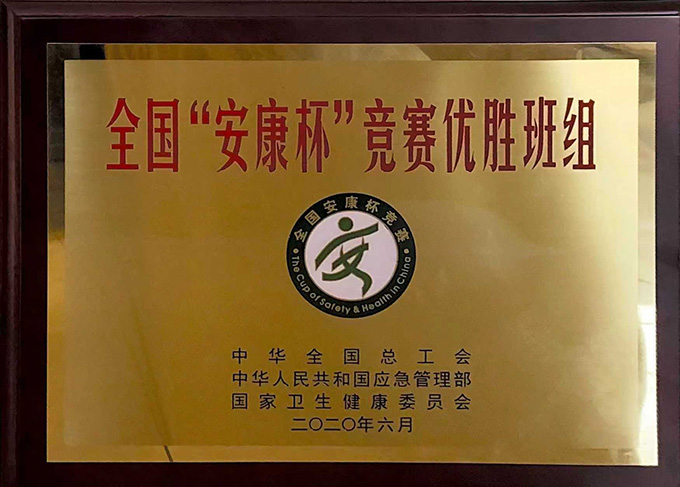 全国“安康杯”竞赛优胜班组
全国安康杯竞赛
The Cup of Safety & Health in China
中华全国总工会
中华人民共和国应急管理部
国家卫生健康委员会
二〇二〇年六月